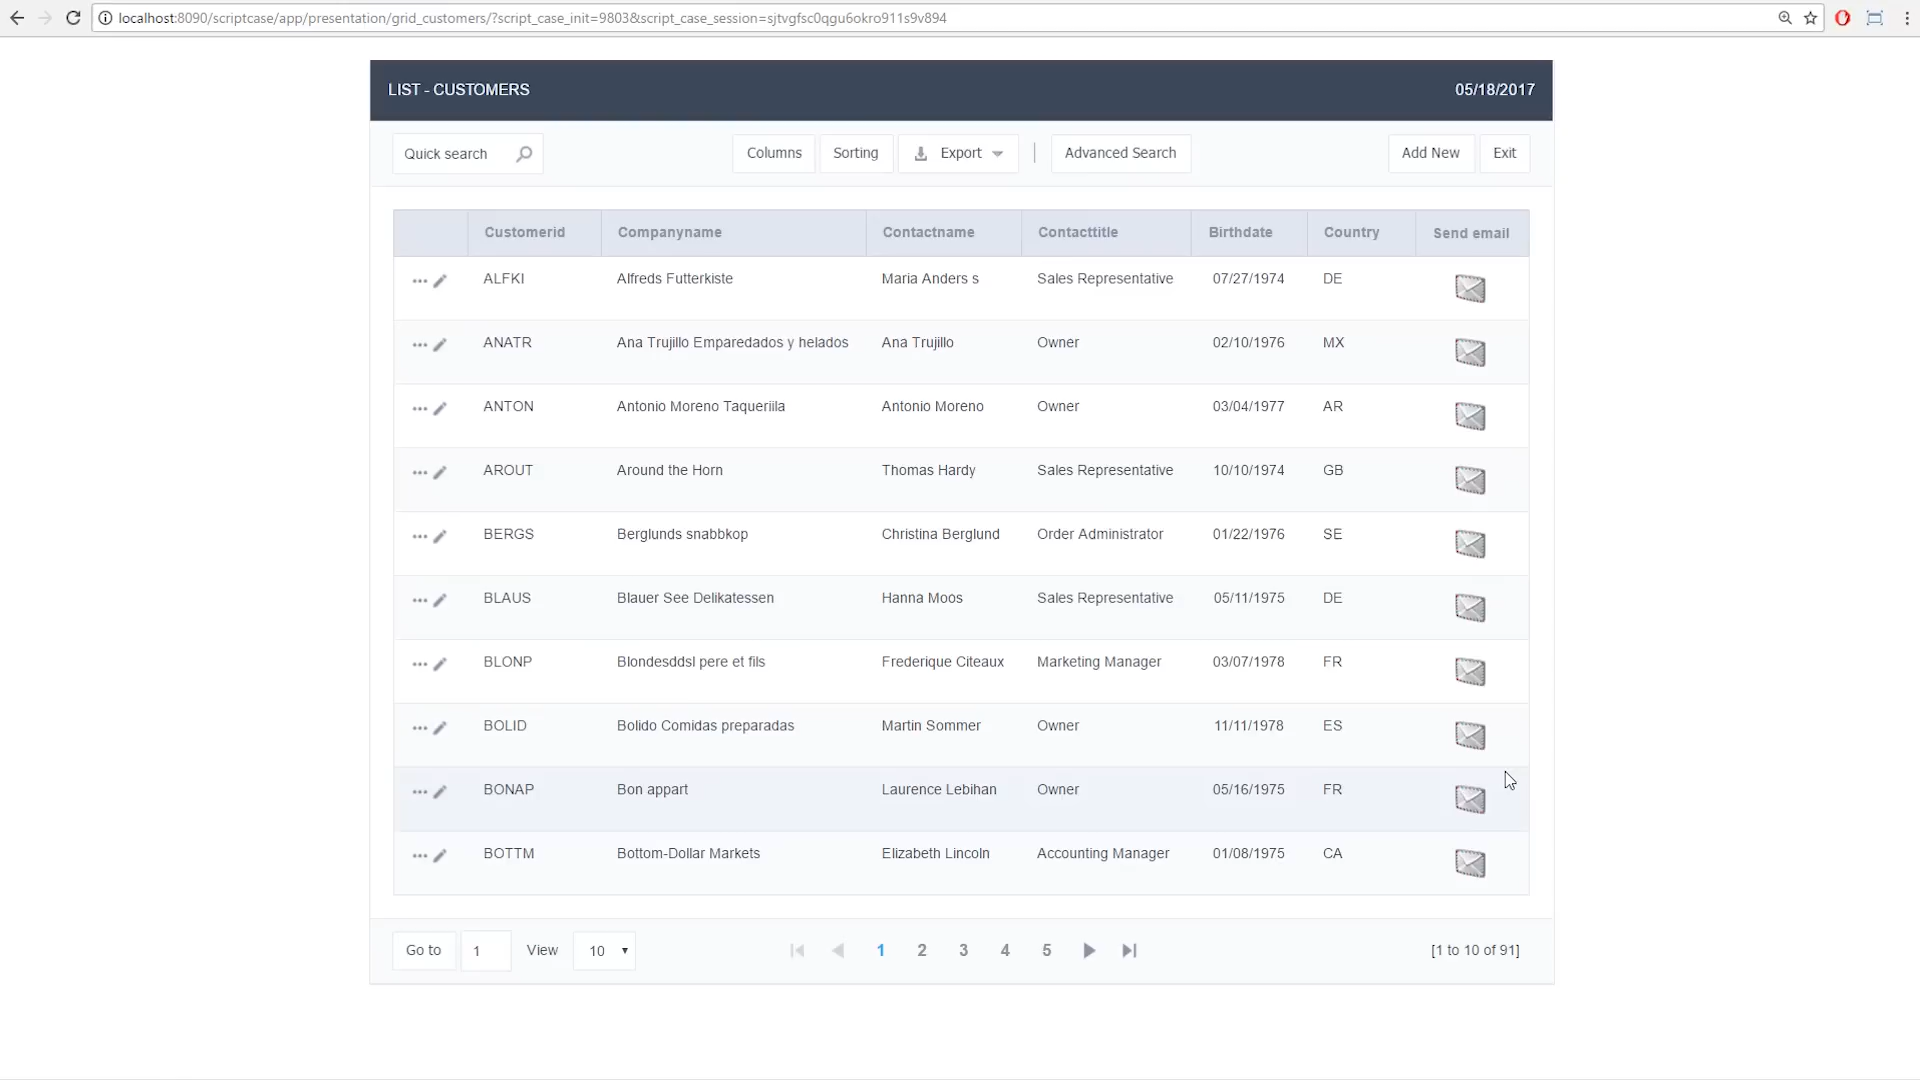 localhost:8090/scriptcase/app/presentation/grid_customers/?script_case_init=9803&script_case_session=sjtvgfsc0qgu6okro911s9v894
LIST - CUSTOMERS 05/18/2017
Quick search Columns Sorting Export Advanced Search Add New Exit
Customerid Companyname Contactname Contacttitle Birthdate Country Send email
ALFKI Alfreds Futterkiste Maria Anders s Sales Representative 07/27/1974 DE
ANATR Ana Trujillo Emparedados y helados Ana Trujillo Owner 02/10/1976 MX
ANTON Antonio Moreno Taqueriila Antonio Moreno Owner 03/04/1977 AR
AROUT Around the Horn Thomas Hardy Sales Representative 10/10/1974 GB
BERGS Berglunds snabbkop Christina Berglund Order Administrator 01/22/1976 SE
BLAUS Blauer See Delikatessen Hanna Moos Sales Representative 05/11/1975 DE
BLONP Blondesddsl pere et fils Frederique Citeaux Marketing Manager 03/07/1978 FR
BOLID Bolido Comidas preparadas Martin Sommer Owner 11/11/1978 ES
BONAP Bon appart Laurence Lebihan Owner 05/16/1975 FR
BOTTM Bottom-Dollar Markets Elizabeth Lincoln Accounting Manager 01/08/1975 CA
Go to 1 View 10 1 2 3 4 5 [1 to 10 of 91]